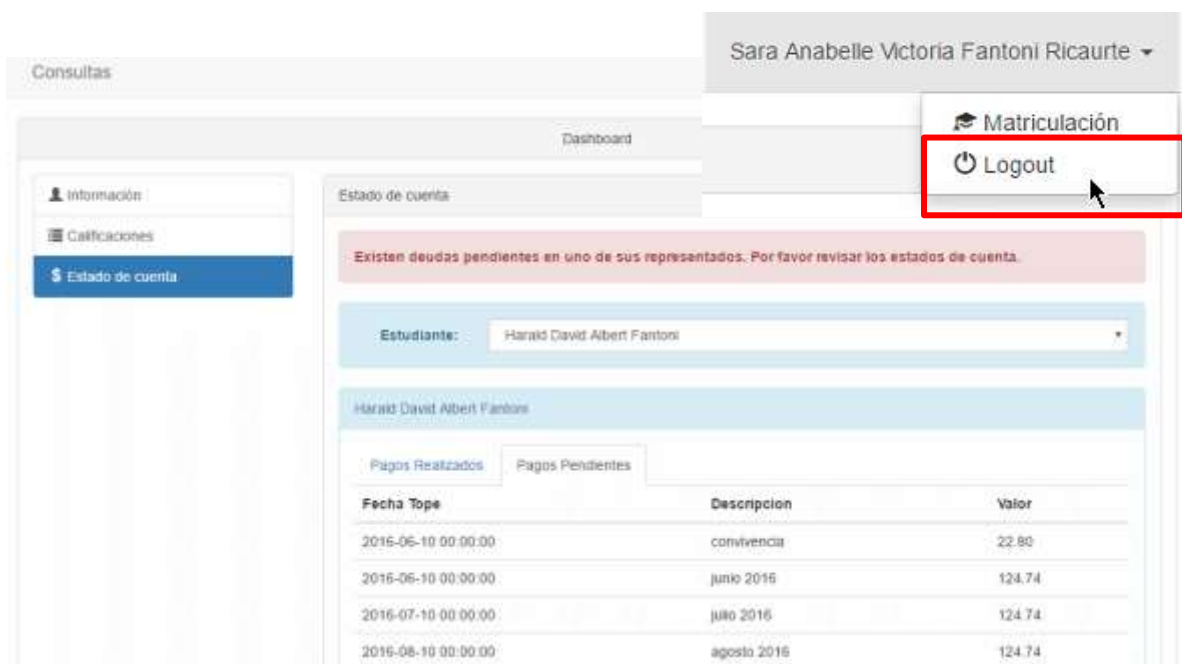 Sara Anabelle Victoria Fantoni Ricaurte
Consultas
Matriculación
Logout
Dashboard
Información
Calificaciones
$ Estado de cuenta
Estado de cuenta
Existen deudas pendientes en uno de sus representados. Por favor revisar los estados de cuenta.
Estudiante: Harald David Albert Fantoni
Harald David Albert Fantoni
Pagos Realizados Pagos Pendientes
Fecha Tope Descripcion Valor
2016-06-10 00:00:00 convivencia 22.80
2016-06-10 00:00:00 junio 2016 124.74
2016-07-10 00:00:00 julio 2016 124.74
2016-08-10 00:00:00 agosto 2016 124.74